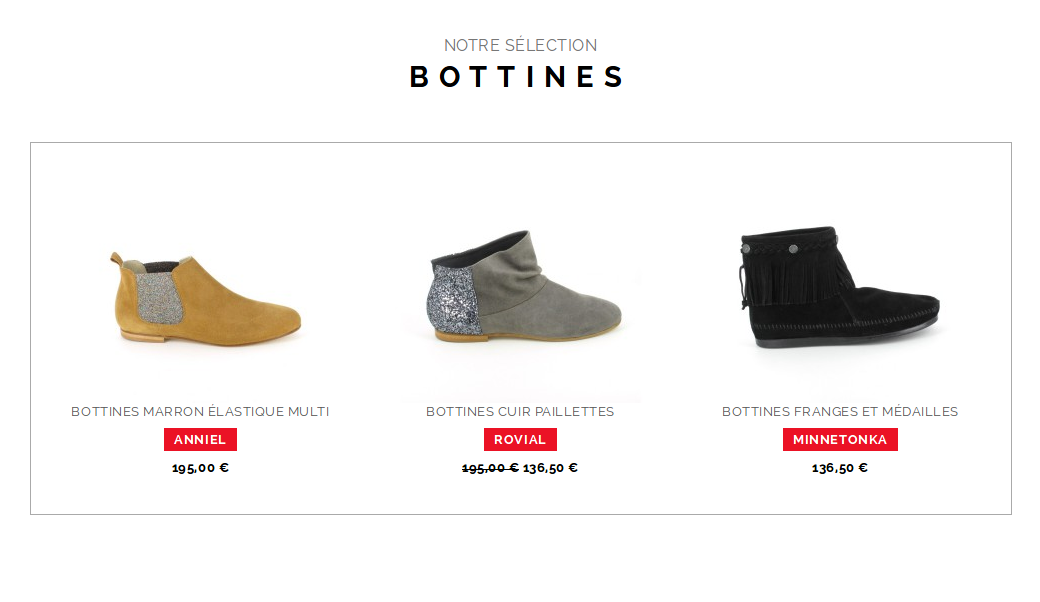 NOTRE SÉLECTION
BOTTINES
BOTTINES MARRON ÉLASTIQUE MULTI
ANNIEL
195,00 €
BOTTINES CUIR PAILLETTES
ROVIAL
195,00 € 136,50 €
BOTTINES FRANGES ET MÉDAILLES
MINNETONKA
136,50 €